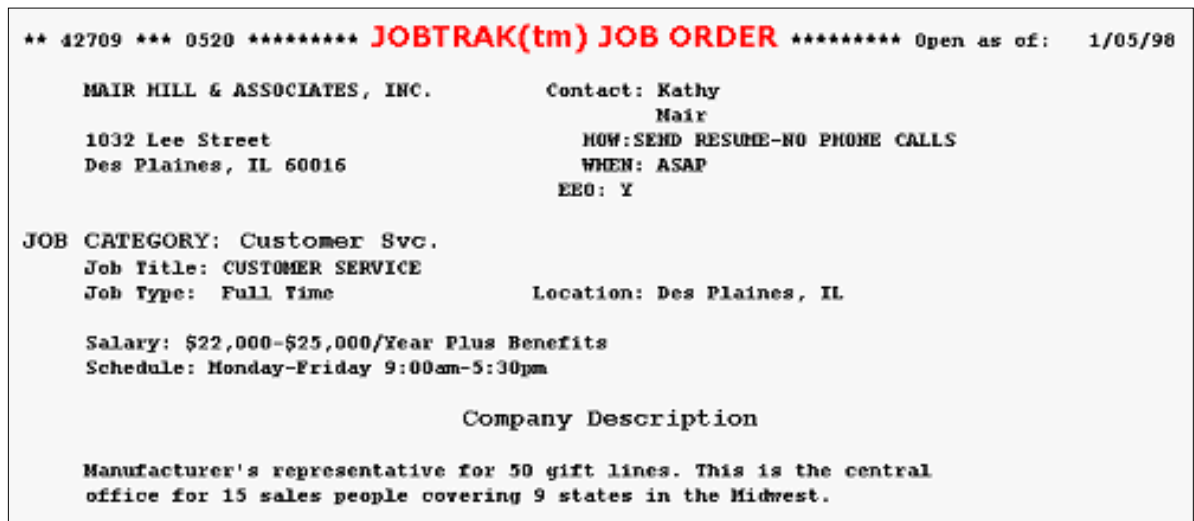 ** 42709 *** 0520 ********* JOBTRAK(tm) JOB ORDER ********* Open as of: 1/05/98
MAIR HILL & ASSOCIATES, INC. Contact: Kathy
Mair
1032 Lee Street HOW:SEND RESUME-NO PHONE CALLS
Des Plaines, IL 60016 WHEN: ASAP
EEO: Y
JOB CATEGORY: Customer Svc.
Job Title: CUSTOMER SERVICE
Job Type: Full Time Location: Des Plaines, IL
Salary: $22,000-$25,000/Year Plus Benefits
Schedule: Monday-Friday 9:00am-5:30pm
Company Description
Manufacturer's representative for 50 gift lines. This is the central
office for 15 sales people covering 9 states in the Midwest.